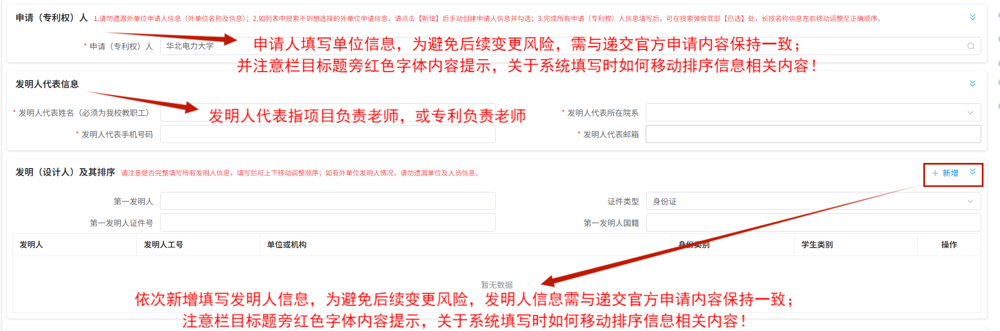 申请（专利权）人 1.请勿遗漏外单位申请人信息（外单位名称及信息）；2.如列表中搜索不到想选择的外单位申请信息，请点击【新增】后手动创建申请人信息并勾选；3.完成所有申请（专利权）人信息填写后，可在搜索弹窗底部【已选】处，长按名称信息左右移动调整至正确顺序。
* 申请（专利权）人 华北电力大学
申请人填写单位信息，为避免后续变更风险，需与递交官方申请内容保持一致；
并注意栏目标题旁红色字体内容提示，关于系统填写时如何移动排序信息相关内容！
发明人代表信息
* 发明人代表姓名（必须为我校教职工）
发明人代表指项目负责老师，或专利负责老师
* 发明人代表所在院系
* 发明人代表手机号码
* 发明人代表邮箱
发明（设计人）及其排序 请注意是否完整填写所有发明人信息，填写后可上下移动调整顺序；如有外单位发明人情况，请勿遗漏单位及人员信息。
+ 新增
第一发明人
证件类型 身份证
第一发明人证件号
第一发明人国籍
发明人 发明人工号 单位或机构 身份类别 学生类别 操作
暂无数据
依次新增填写发明人信息，为避免后续变更风险，发明人信息需与递交官方申请内容保持一致；
注意栏目标题旁红色字体内容提示，关于系统填写时如何移动排序信息相关内容！